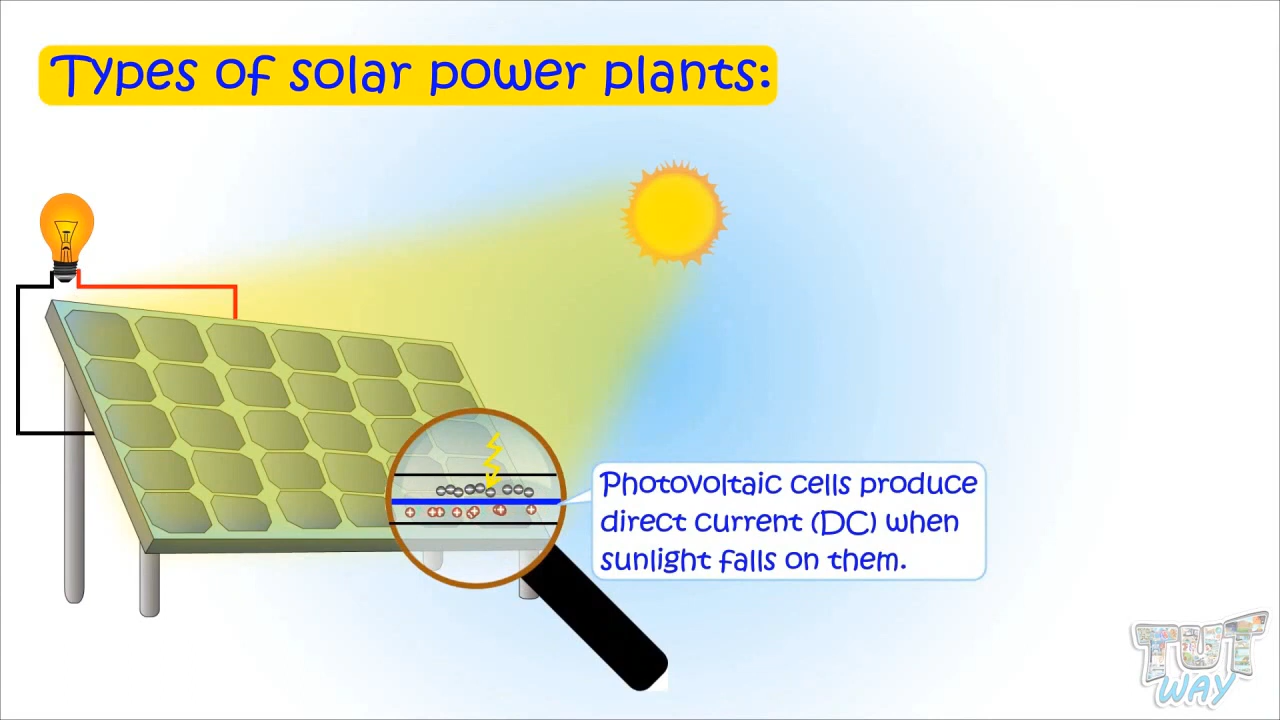 Types of solar power plants:
Photovoltaic cells produce
direct current (DC) when
sunlight falls on them.
TUT
WAY